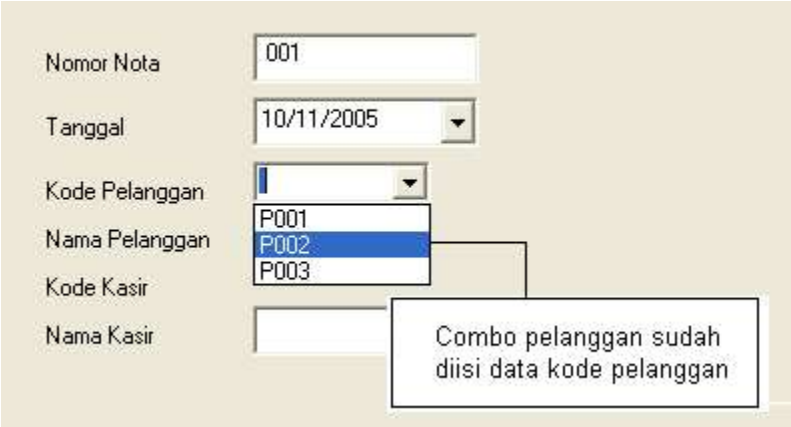 Nomor Nota 001
Tanggal 10/11/2005
Kode Pelanggan
P001
Nama Pelanggan P002
P003
Kode Kasir
Nama Kasir
Combo pelanggan sudah
diisi data kode pelanggan